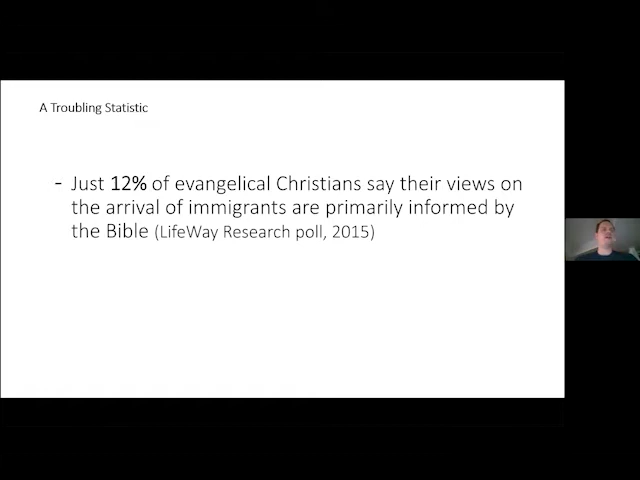 A Troubling Statistic
- Just 12% of evangelical Christians say their views on
the arrival of immigrants are primarily informed by
the Bible (LifeWay Research poll, 2015)